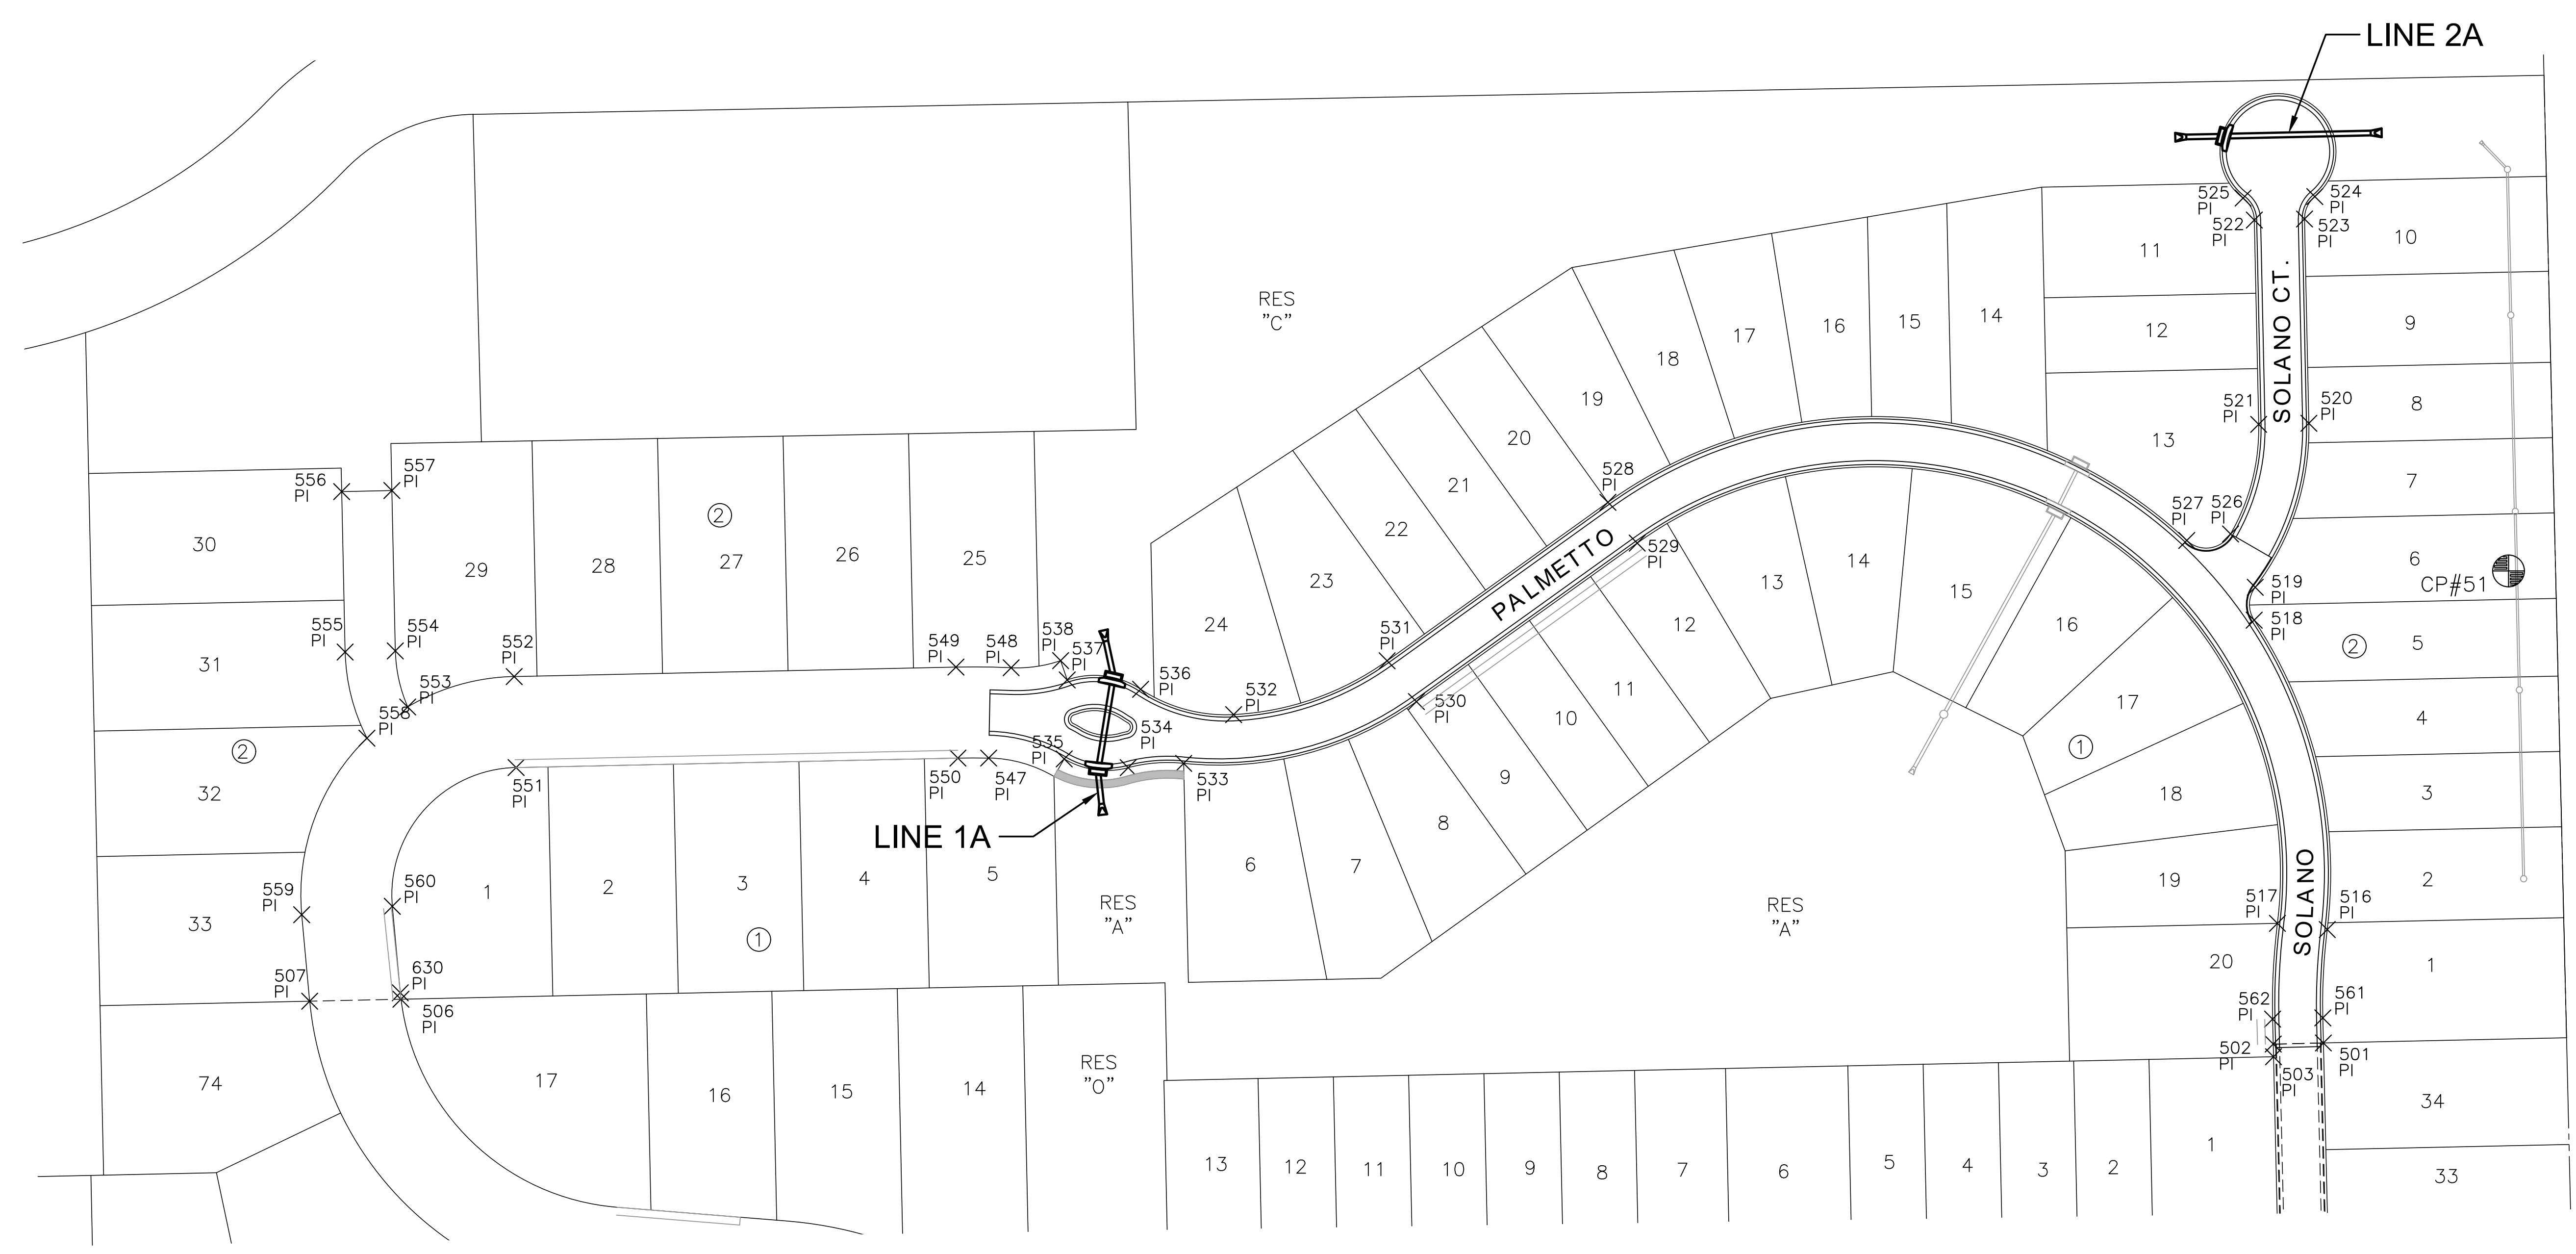 LINE 2A
525
PI
524
PI
522
PI
523
PI
10
11
RES
"C"
SOLANO CT.
9
12
14
15
16
17
18
8
19
521
PI
520
PI
13
20
7
21
528
PI
556
PI
557
PI
2
22
527
PI
526
PI
529
PI
PALMETTO
30
29
28
27
26
25
23
13
14
15
6
CP#51
519
PI
518
PI
24
12
16
2
5
555
PI
554
PI
552
PI
549
PI
548
PI
538
PI
537
PI
531
PI
31
536
PI
11
17
553
PI
558
PI
532
PI
530
PI
10
4
2
535
PI
534
PI
1
9
551
PI
550
PI
547
PI
533
PI
32
18
3
8
LINE 1A
7
6
5
4
3
2
1
19
2
SOLANO
559
PI
560
PI
RES
"A"
RES
"A"
517
PI
516
PI
33
1
20
1
507
PI
630
PI
506
PI
562
PI
561
PI
502
PI
503
PI
501
PI
RES
"O"
74
17
16
15
14
34
13
12
11
10
9
8
7
6
5
4
3
2
1
33